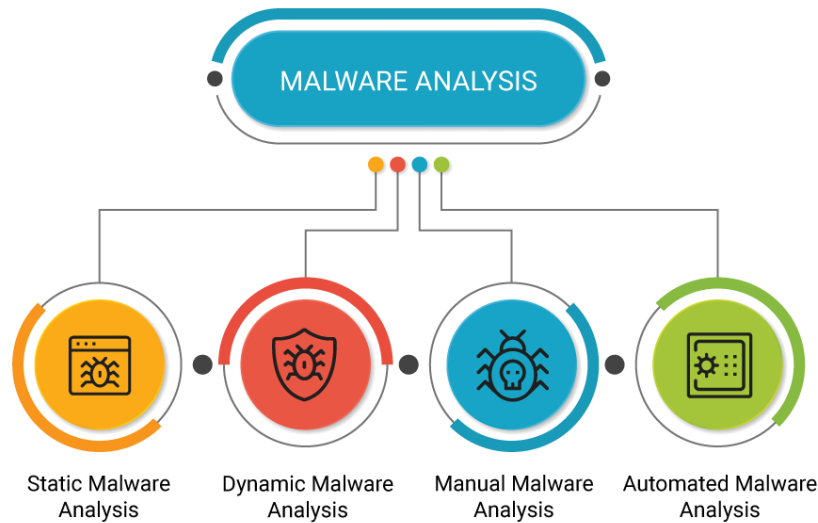 MALWARE ANALYSIS
Static Malware
Analysis
Dynamic Malware
Analysis
Manual Malware
Analysis
Automated Malware
Analysis